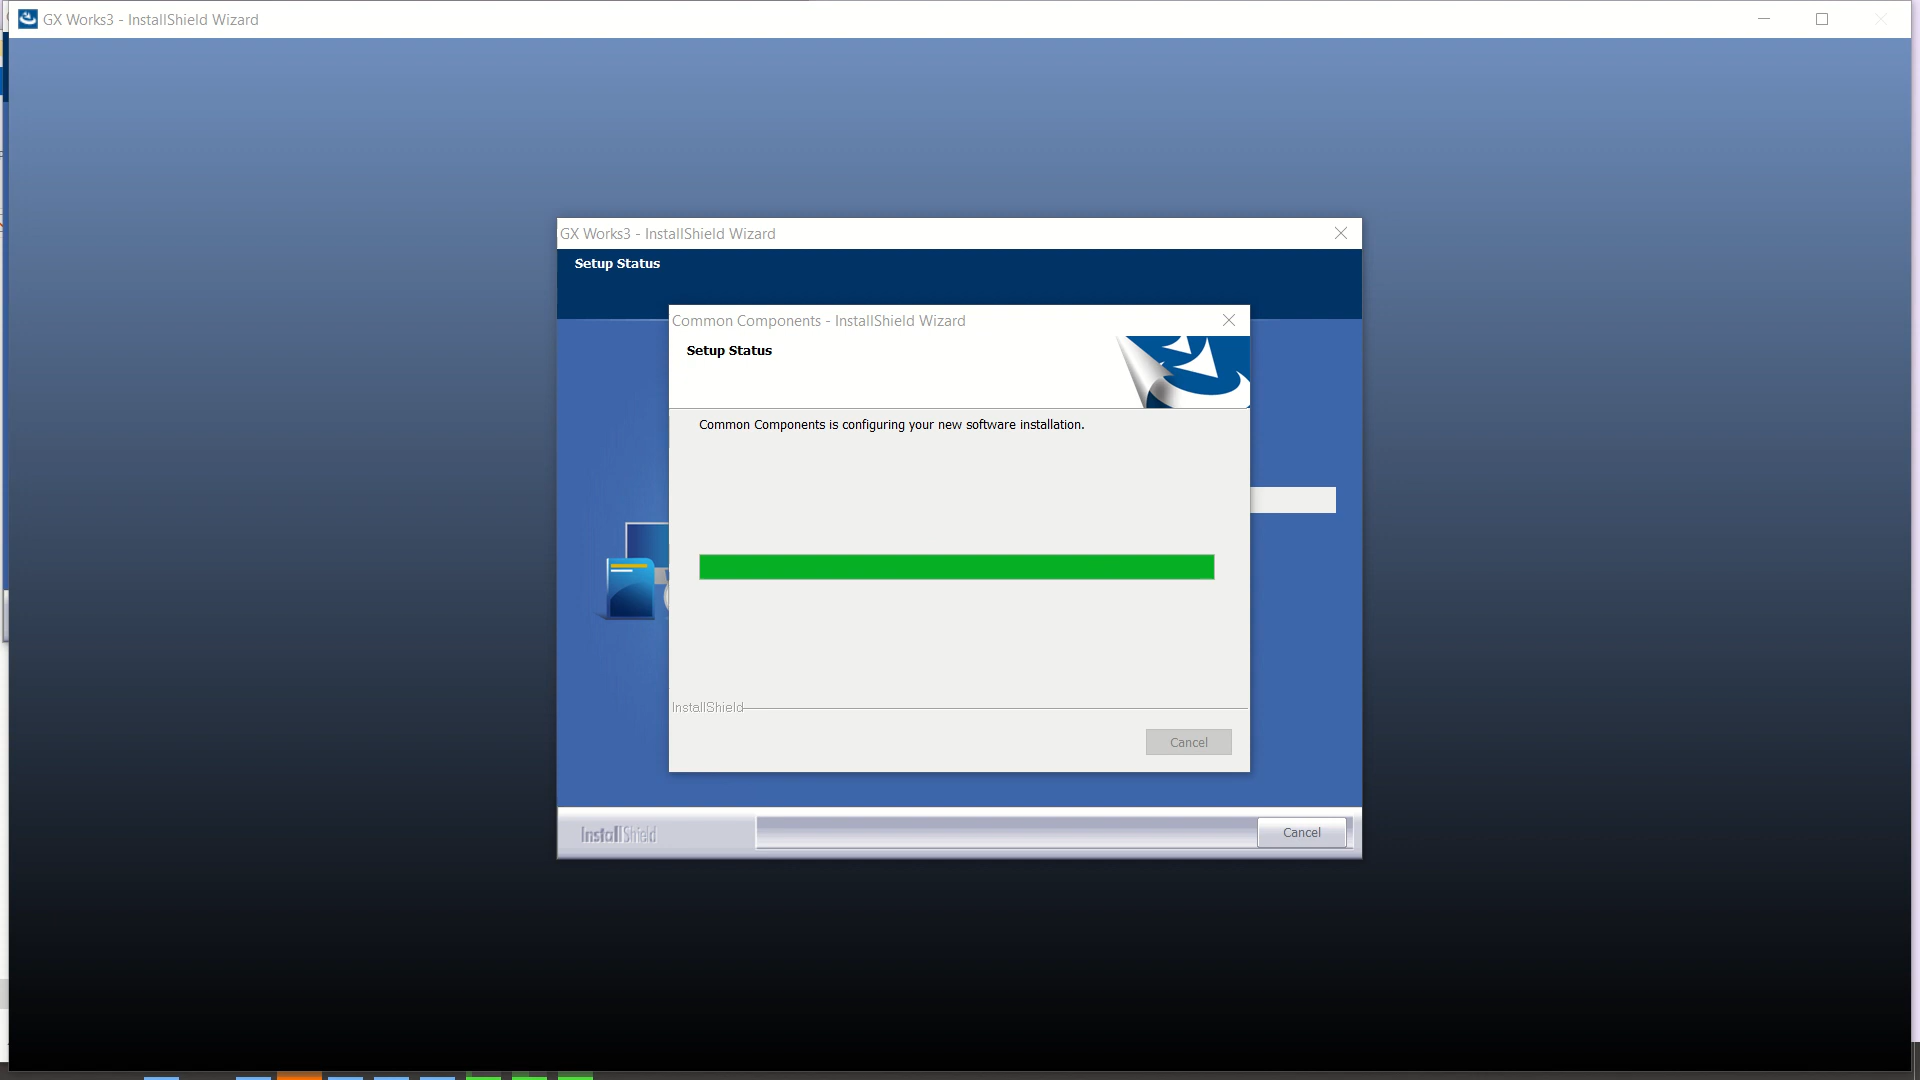 GX Works3 - InstallShield Wizard
GX Works3 - InstallShield Wizard
Setup Status
Common Components - InstallShield Wizard
Setup Status
Common Components is configuring your new software installation.
InstallShield
Cancel
InstallShield
Cancel